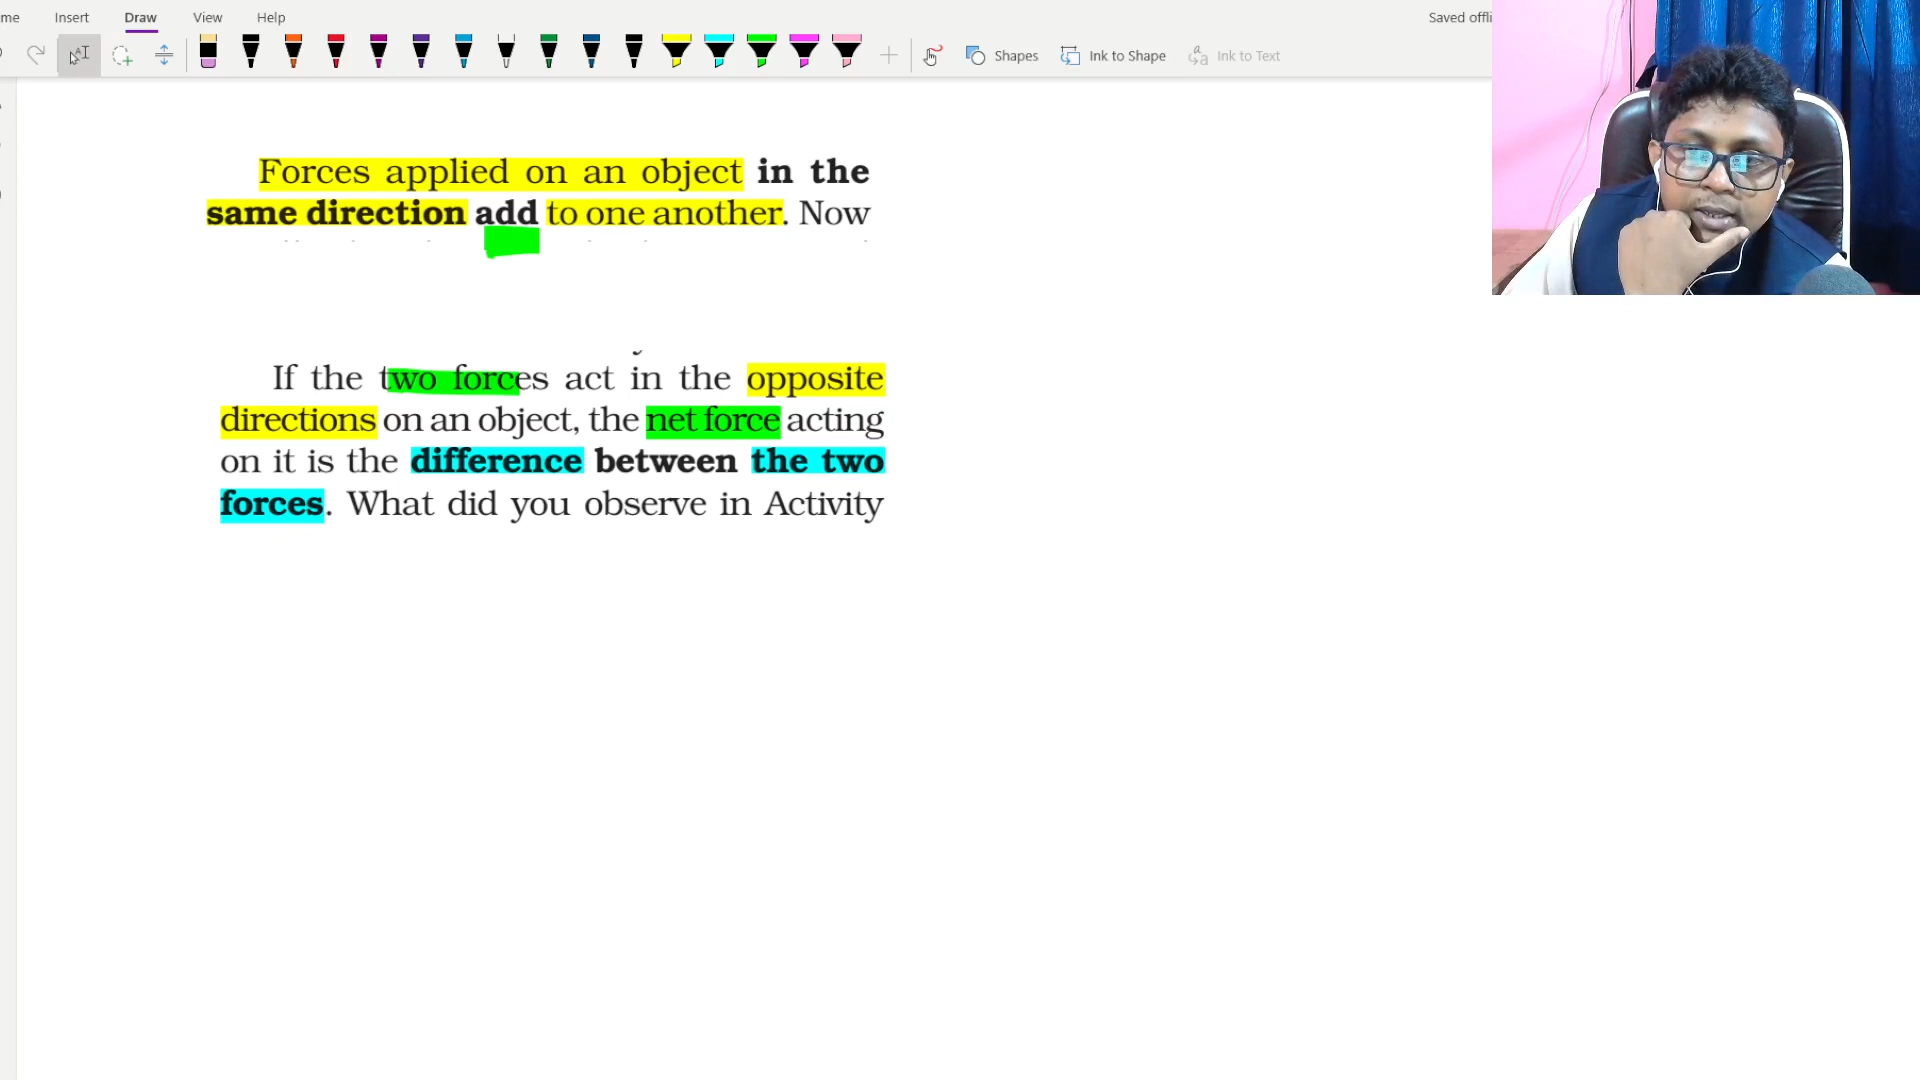 Insert Draw View Help Saved offli
Shapes Ink to Shape Ink to Text
Forces applied on an object in the
same direction add to one another. Now
If the two forces act in the opposite
directions on an object, the net force acting
on it is the difference between the two
forces. What did you observe in Activity